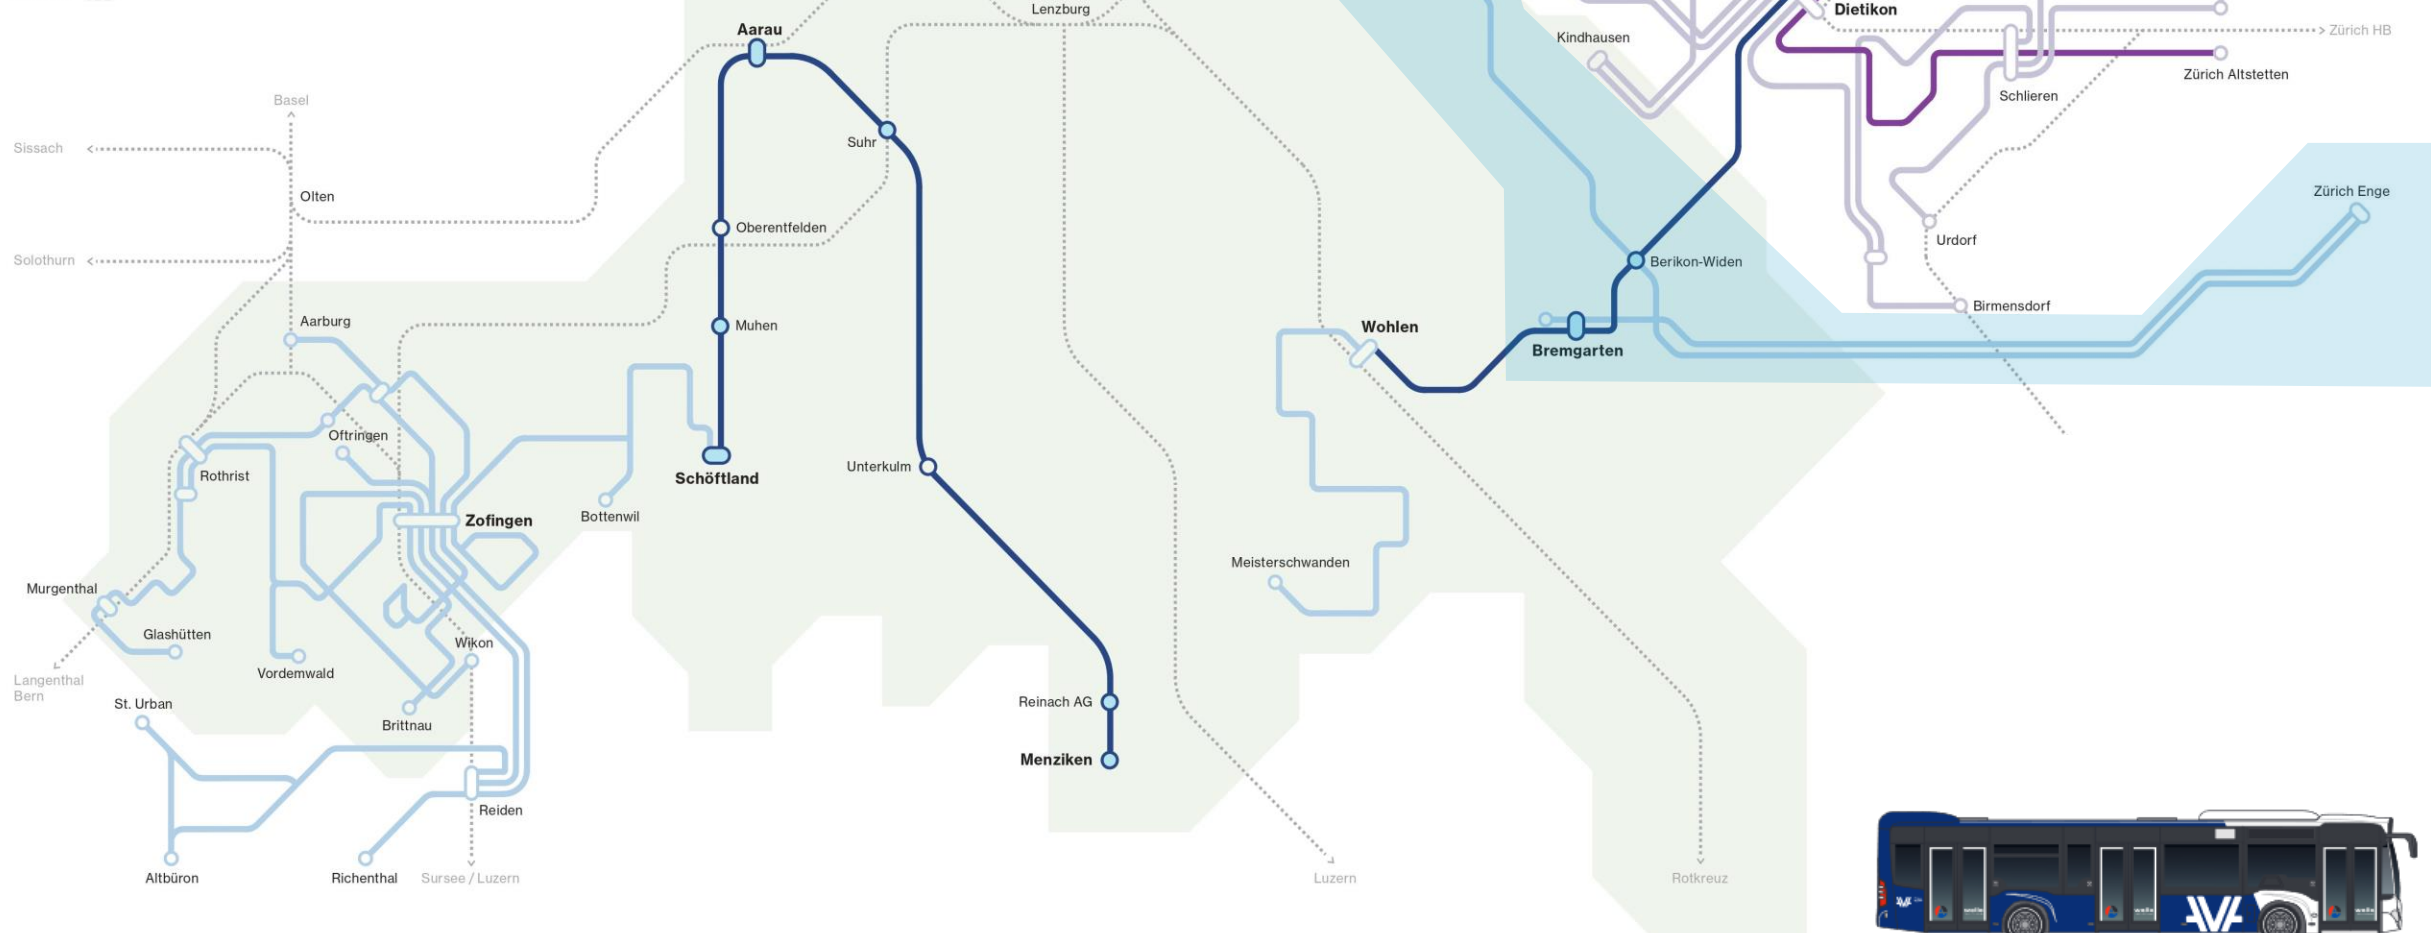 Lenzburg
Dietikon
Aarau
Kindhausen
Zürich HB
Zürich Altstetten
Schlieren
Basel
Sissach
Suhr
Olten
Zürich Enge
Oberentfelden
Urdorf
Solothurn
Berikon-Widen
Birmensdorf
Aarburg
Muhen
Wohlen
Bremgarten
Oftringen
Rothrist
Schöftland
Unterkulm
Zofingen
Bottenwil
Meisterschwanden
Murgenthal
Glashütten
Wikon
Vordemwald
Langenthal
Bern
St. Urban
Brittnau
Reinach AG
Menziken
Reiden
Altbüron
Richenthal
Sursee / Luzern
Luzern
Rotkreuz
AVA